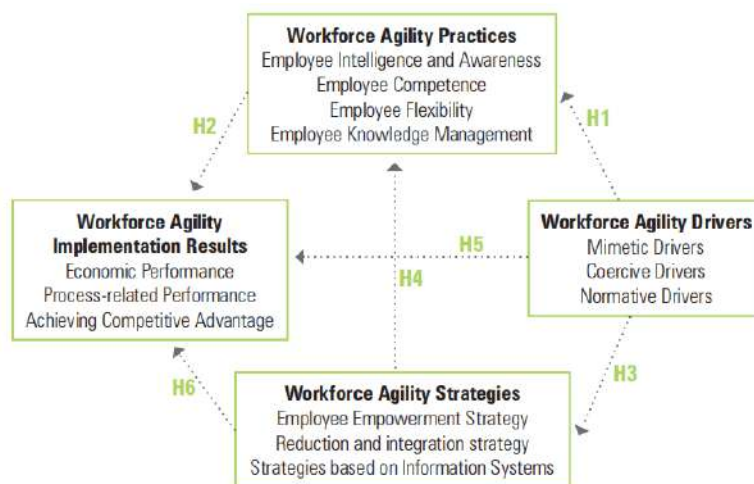 Workforce Agility Practices
Employee Intelligence and Awareness
Employee Competence
Employee Flexibility
Employee Knowledge Management
H2
H1
Workforce Agility
Implementation Results
Economic Performance
Process-related Performance
Achieving Competitive Advantage
H5
H4
Workforce Agility Drivers
Mimetic Drivers
Coercive Drivers
Normative Drivers
H6
H3
Workforce Agility Strategies
Employee Empowerment Strategy
Reduction and integration strategy
Strategies based on Information Systems